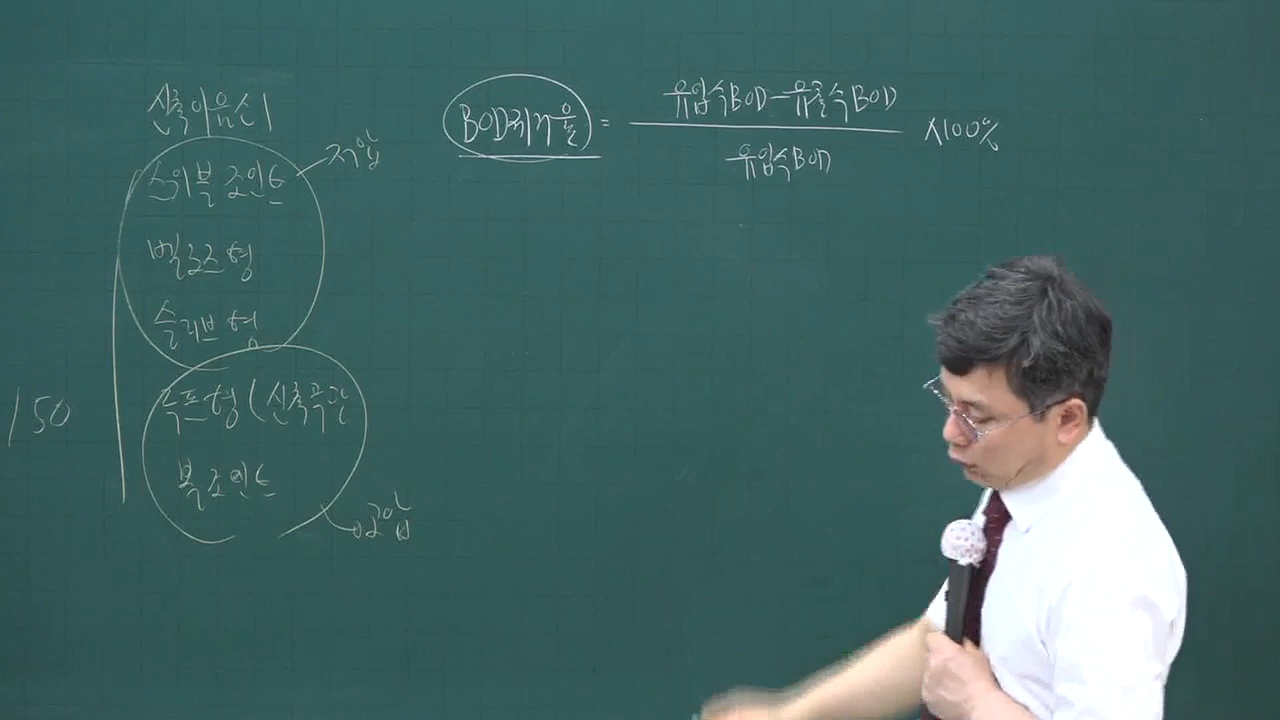 신축이음쇠
스위블 조인트
저압
벨로즈형
슬리브형
루프형 (신축곡관
볼조인트
고압
150
BOD제거율 = 유입수BOD-유출수BOD / 유입수BOD ×100%